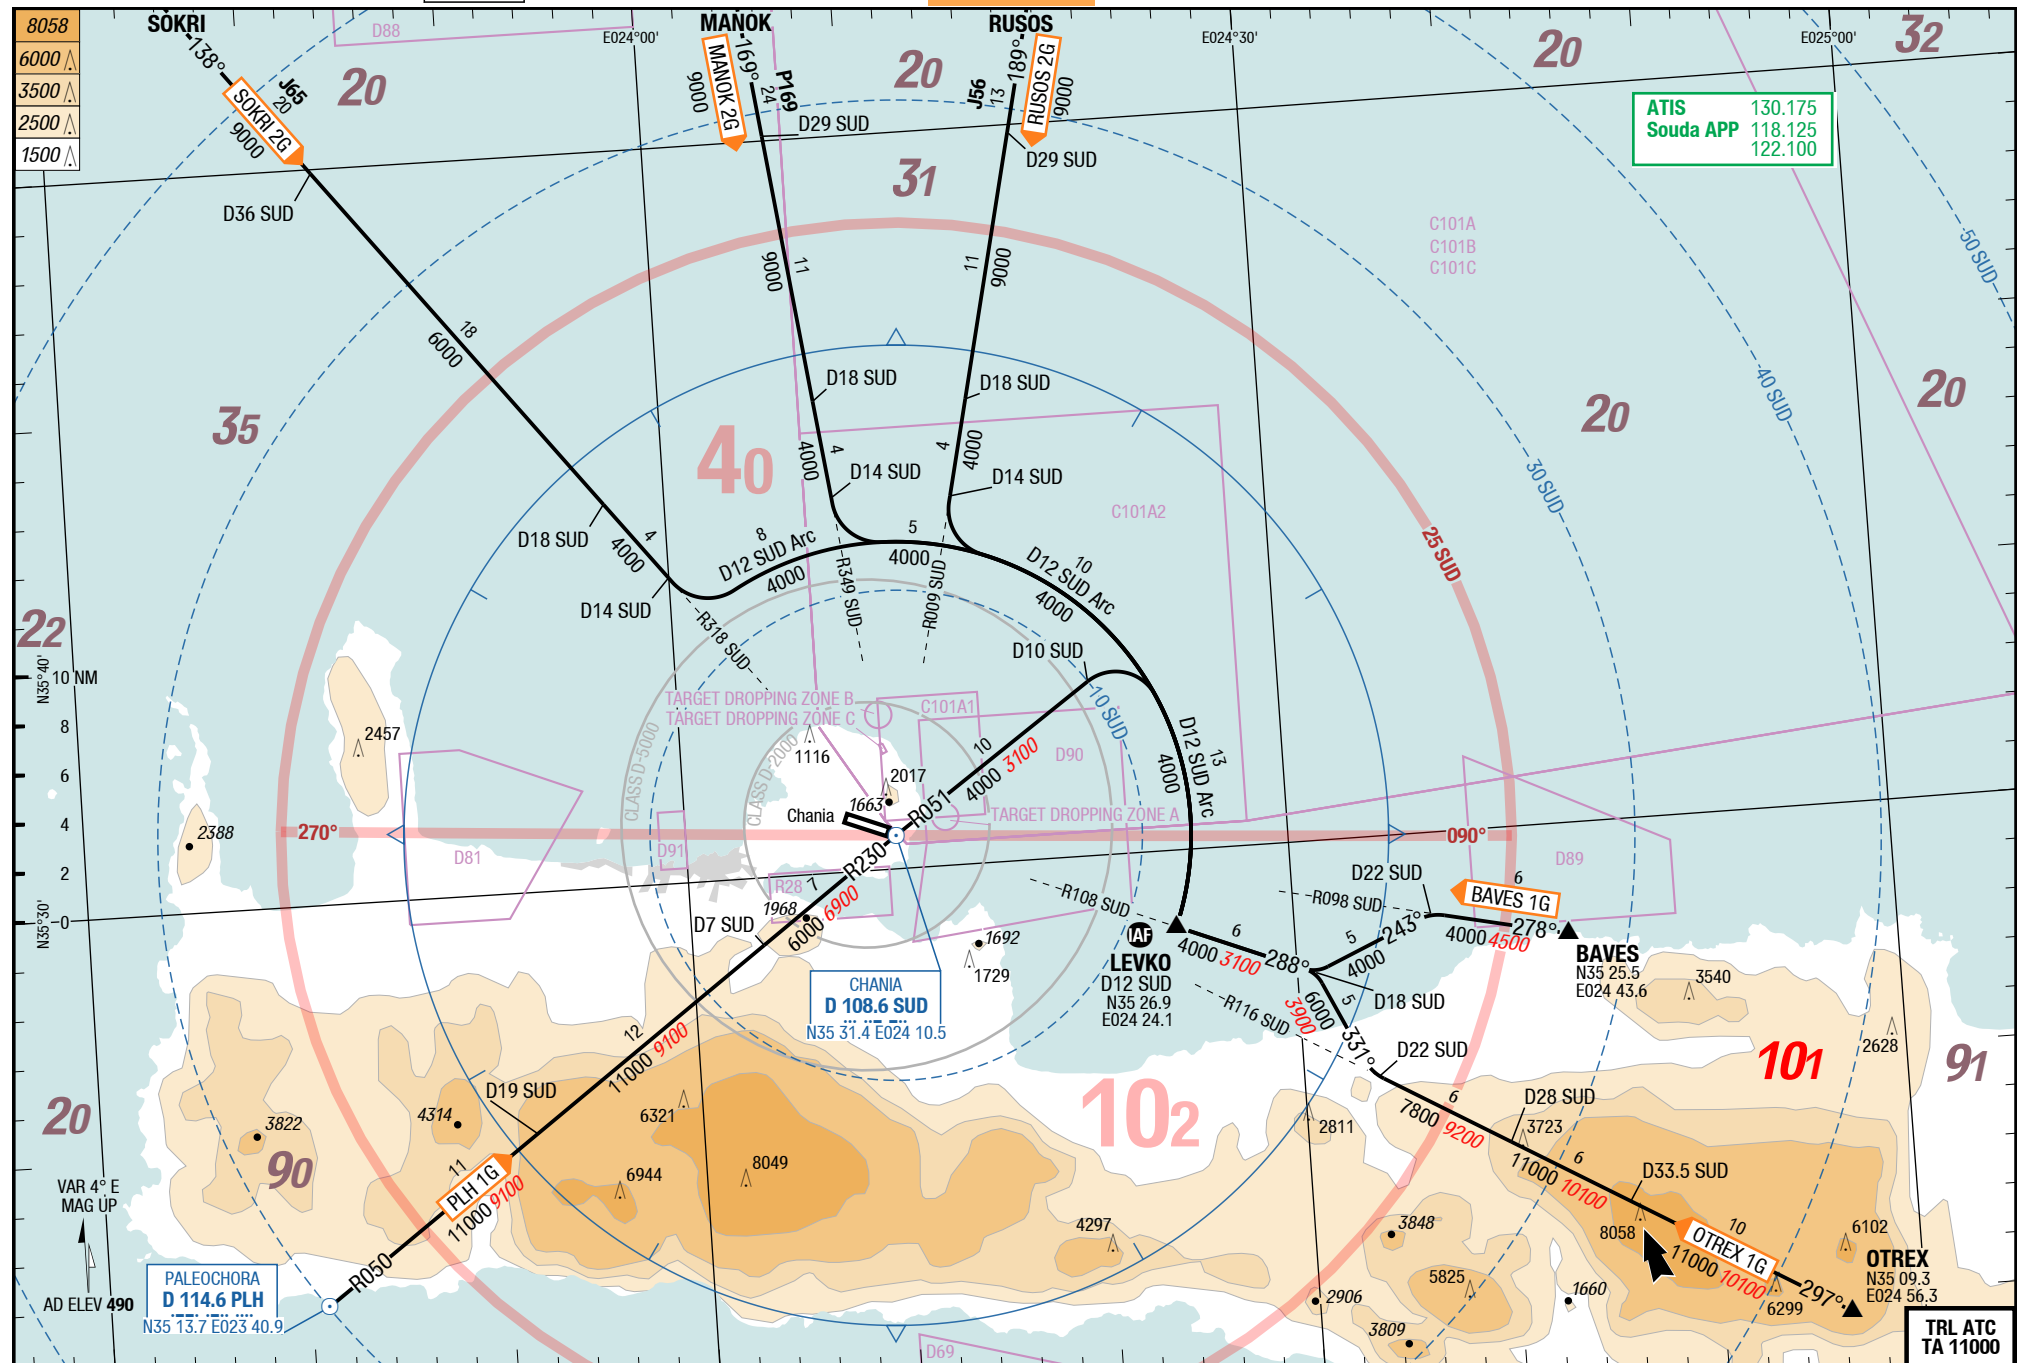 8058
6000
3500
2500
1500
SOKRI
138°
J65
20
SOKRI 2G
9000
D36 SUD
18
6000
D18 SUD
4
4000
D14 SUD
R318 SUD
D88
20
E024°00'
MANOK
169°
MANOK 2G
9000
P169
24
D29 SUD
11
9000
D18 SUD
4
4000
D14 SUD
R349 SUD
20
RUSOS
189°
RUSOS 2G
9000
J56
13
D29 SUD
11
9000
D18 SUD
4
4000
D14 SUD
R009 SUD
E024°30'
20
E025°00'
32
ATIS 130.175
Souda APP 118.125
122.100
31
C101A
C101B
C101C
50 SUD
40 SUD
30 SUD
25 SUD
10 SUD
35
40
20
20
C101A2
8
D12 SUD Arc
4000
5
4000
10
D12 SUD Arc
4000
D10 SUD
13
D12 SUD Arc
4000
22
N35°40'
10 NM
8
6
4
2
0
N35°30'
2457
2388
270°
090°
D81
D91
CLASS D-5000
CLASS D-2000
TARGET DROPPING ZONE B
TARGET DROPPING ZONE C
C101A1
1116
2017
1663
Chania
R051
10
4000 3100
D90
TARGET DROPPING ZONE A
R230
R28
7
1968
6000 6900
D7 SUD
1692
1729
CHANIA
D 108.6 SUD
N35 31.4 E024 10.5
R108 SUD
IAF
LEVKO
D12 SUD
N35 26.9
E024 24.1
6
4000 3100
288°
R098 SUD
D22 SUD
5
243°
4000
6
BAVES 1G
278°
4000 4500
D89
BAVES
N35 25.5
E024 43.6
D18 SUD
R116 SUD
5
6000
3900
331°
D22 SUD
6
7800 9200
D28 SUD
3723
6
11000 10100
D33.5 SUD
8058
10
OTREX 1G
11000 10100
297°
OTREX
N35 09.3
E024 56.3
6102
6299
3540
2628
101
91
102
2811
12
11000 9100
D19 SUD
4314
3822
6321
6944
8049
4297
3848
5825
1660
2906
3809
20
90
11
PLH 1G
11000 9100
R050
VAR 4° E
MAG UP
AD ELEV 490
PALEOCHORA
D 114.6 PLH
N35 13.7 E023 40.9
D69
TRL ATC
TA 11000